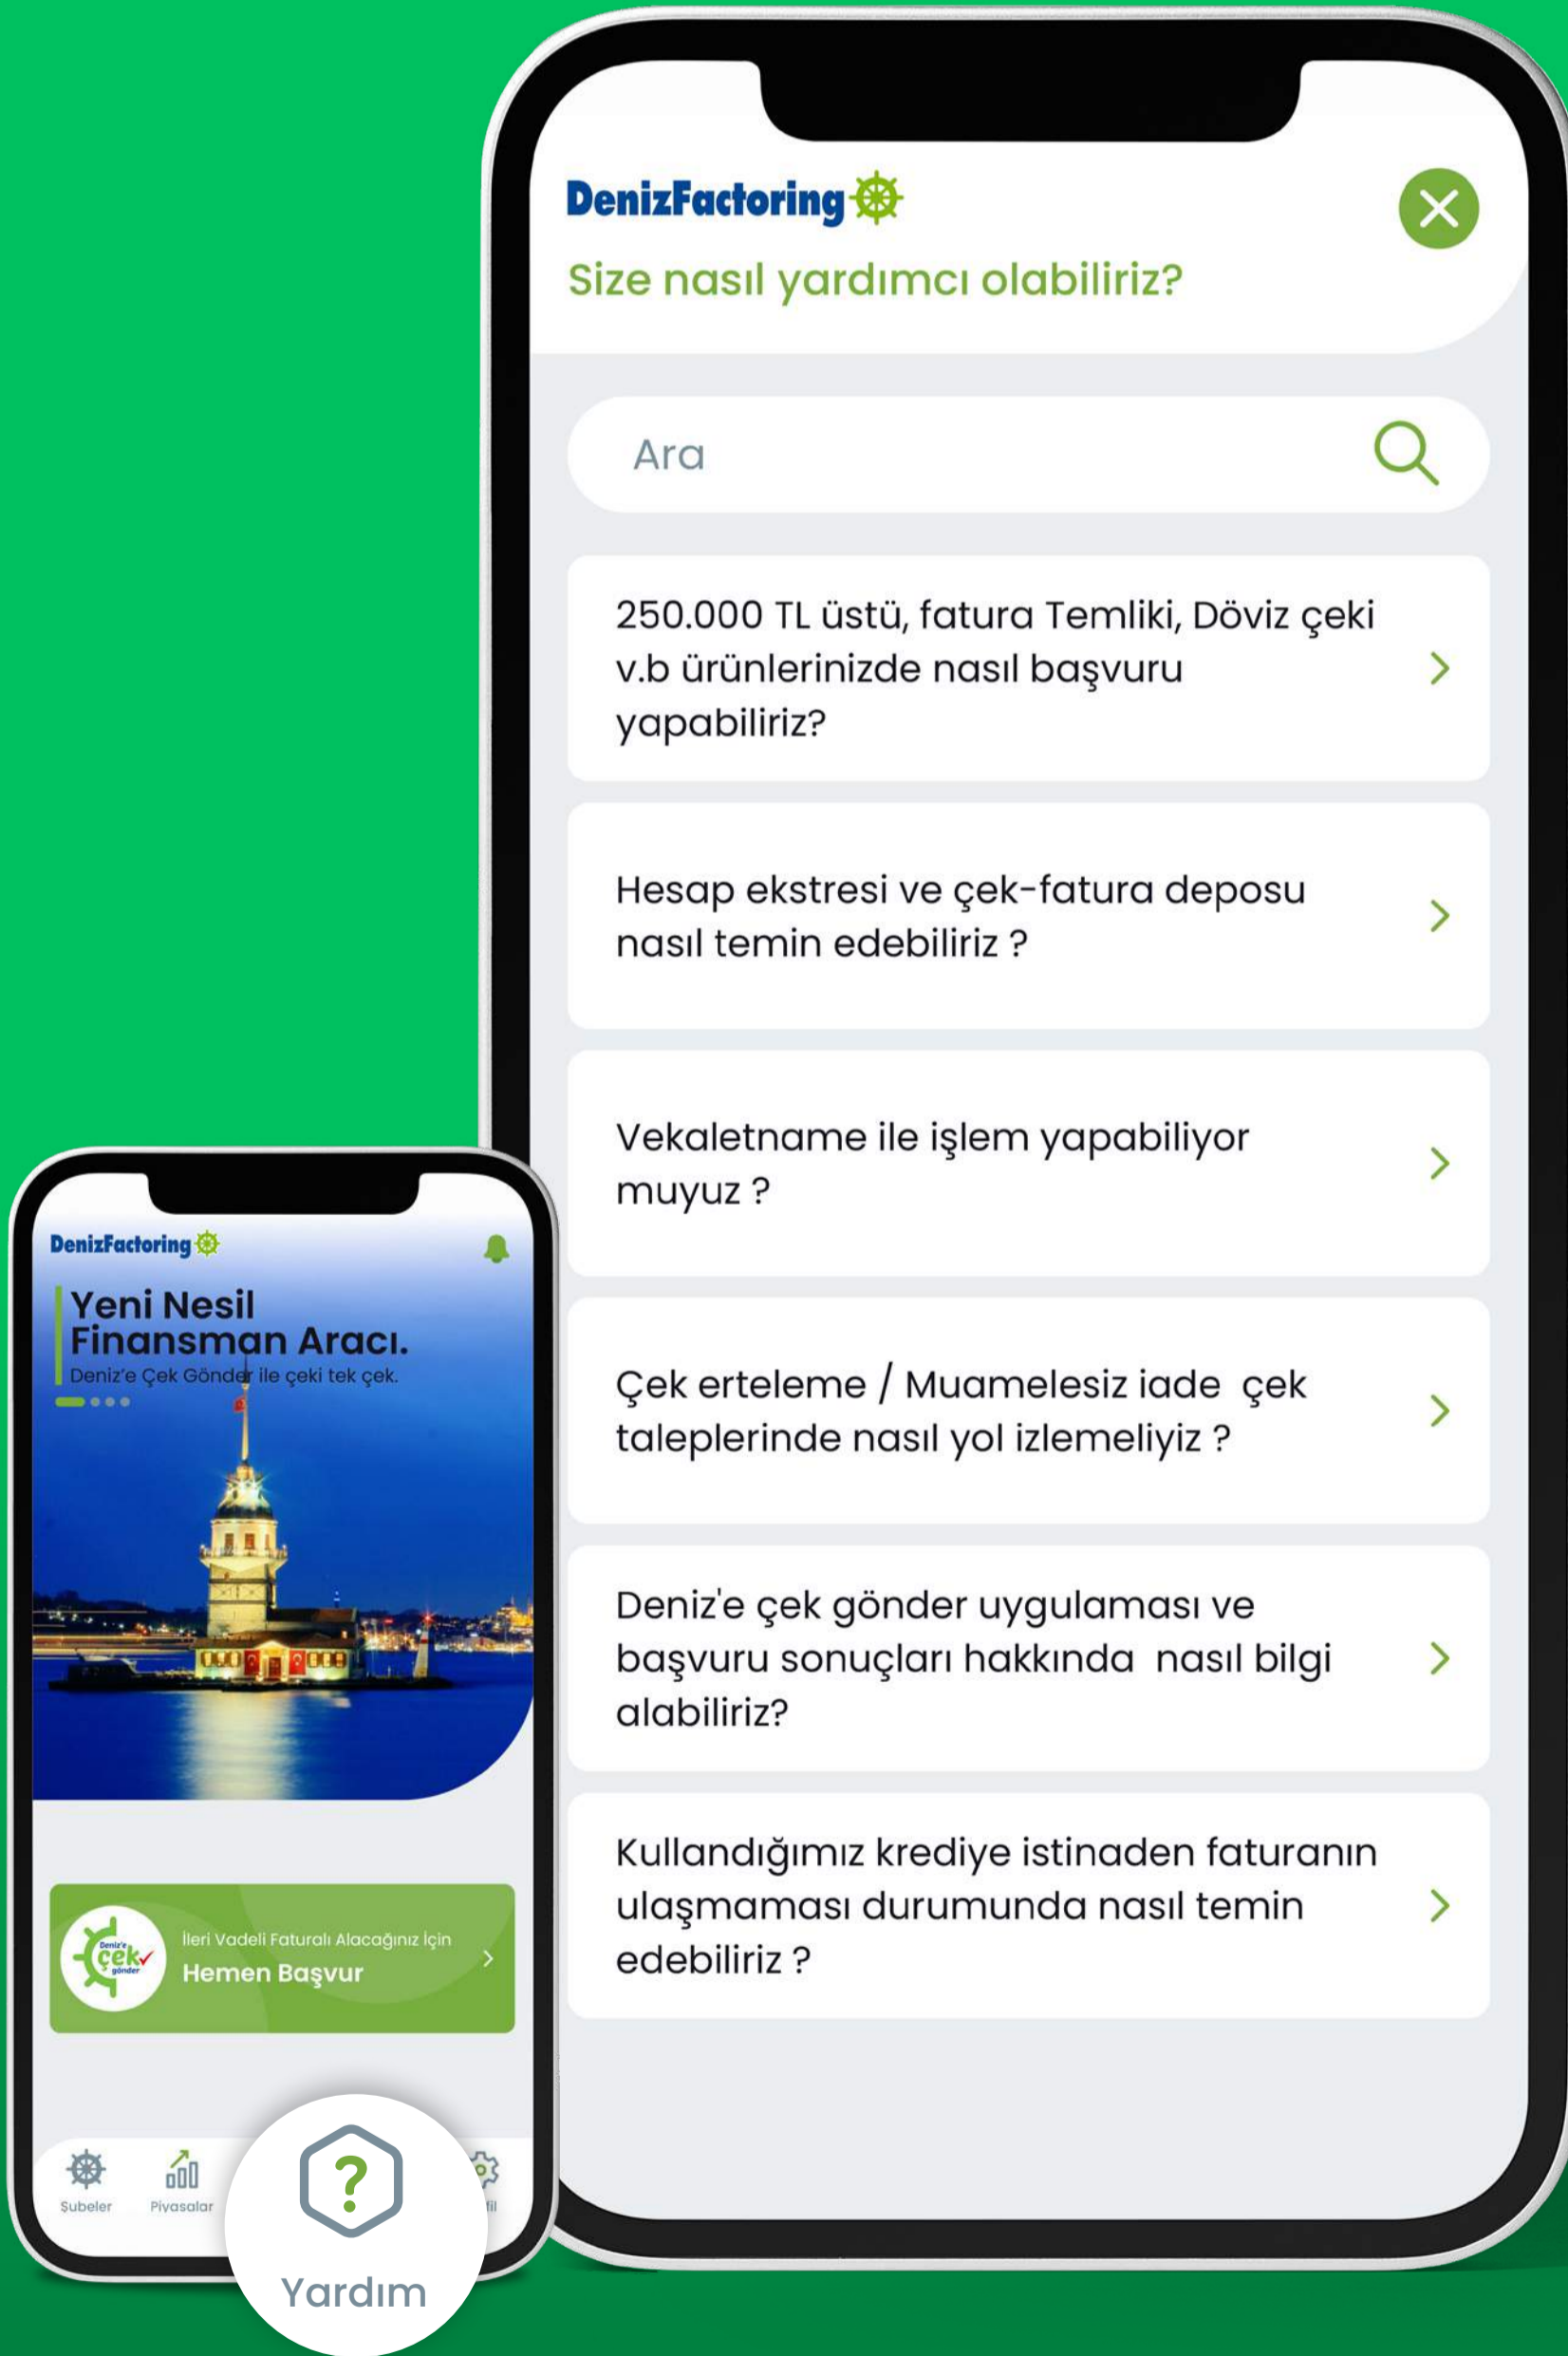 DenizFactoring
Size nasıl yardımcı olabiliriz?
Ara
250.000 TL üstü, fatura Temliki, Döviz çeki
v.b ürünlerinizde nasıl başvuru
yapabiliriz?
Hesap ekstresi ve çek-fatura deposu
nasıl temin edebiliriz ?
Vekaletname ile işlem yapabiliyor
muyuz ?
Çek erteleme / Muamelesiz iade  çek
taleplerinde nasıl yol izlemeliyiz ?
Deniz'e çek gönder uygulaması ve
başvuru sonuçları hakkında  nasıl bilgi
alabiliriz?
Kullandığımız krediye istinaden faturanın
ulaşmaması durumunda nasıl temin
edebiliriz ?
DenizFactoring
Yeni Nesil
Finansman Aracı.
Deniz'e Çek Gönder ile çeki tek çek.
Deniz'e
çek
gönder
İleri Vadeli Faturalı Alacağınız İçin
Hemen Başvur
Şubeler
Piyasalar
Yardım